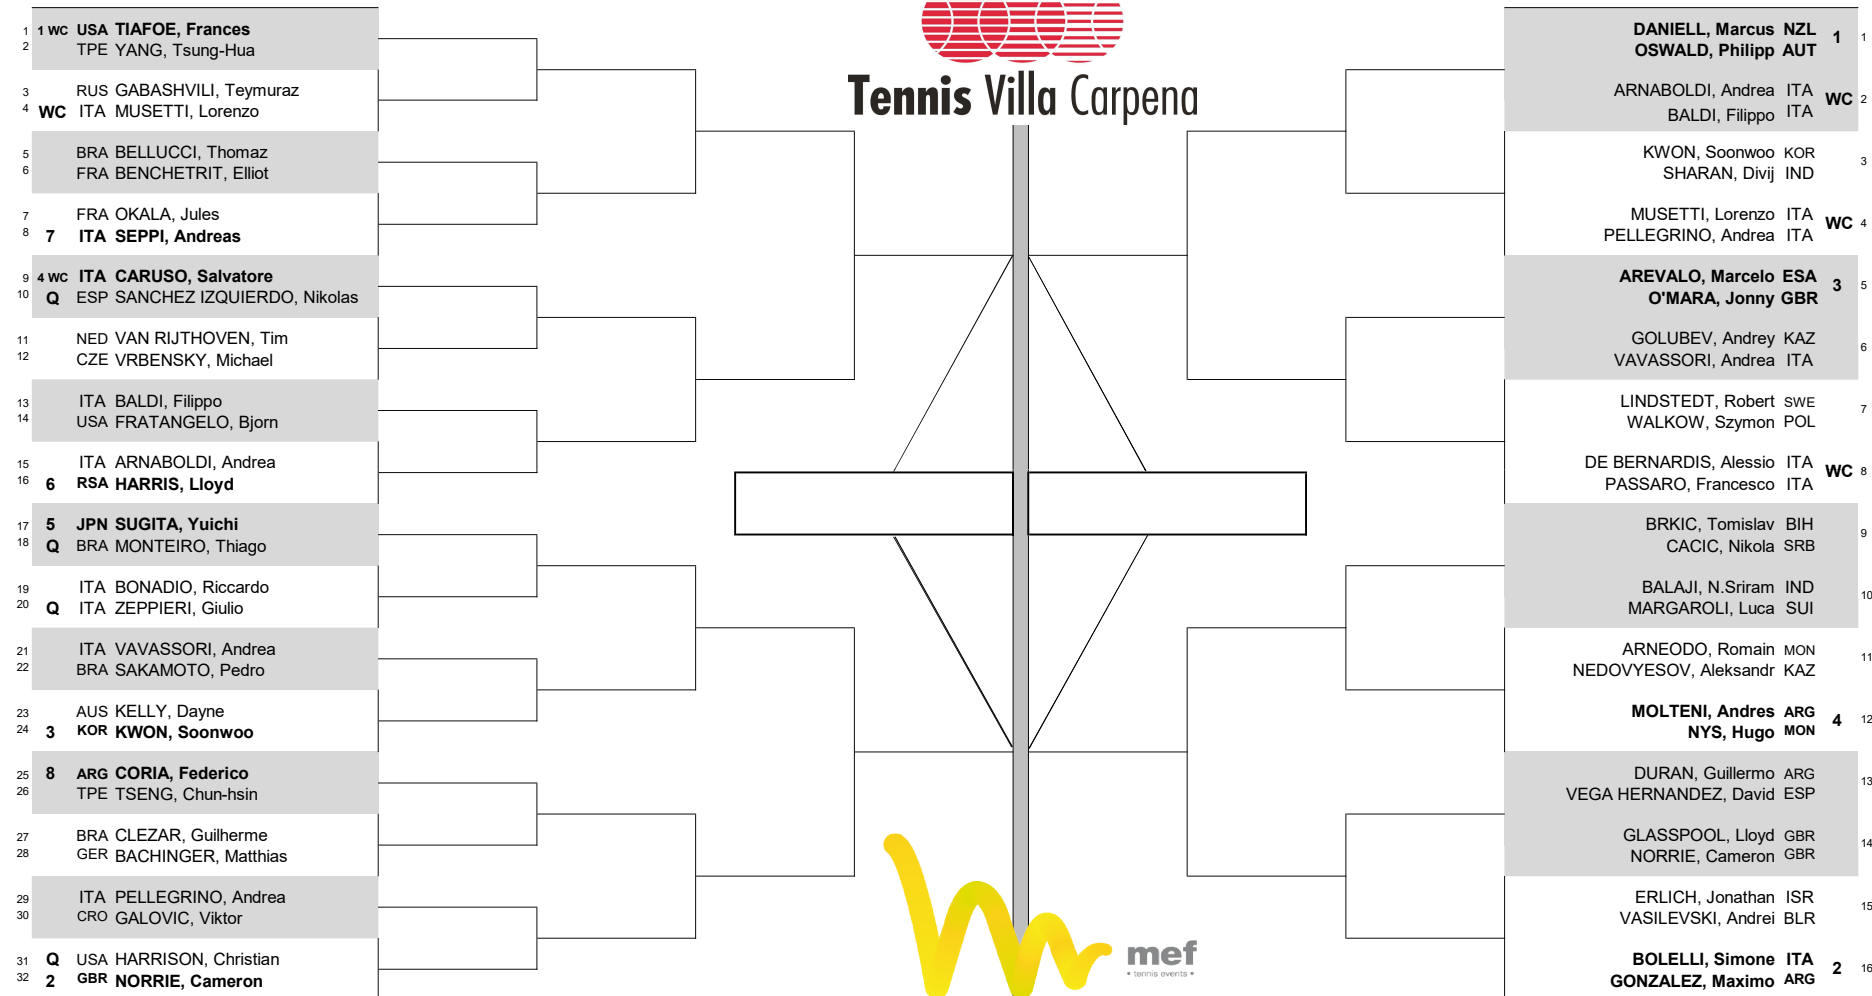 Tennis Villa Carpena
1 1 WC USA TIAFOE, Frances
2 TPE YANG, Tsung-Hua
3 RUS GABASHVILI, Teymuraz
4 WC ITA MUSETTI, Lorenzo
5 BRA BELLUCCI, Thomaz
6 FRA BENCHETRIT, Elliot
7 FRA OKALA, Jules
8 7 ITA SEPPI, Andreas
9 4 WC ITA CARUSO, Salvatore
10 Q ESP SANCHEZ IZQUIERDO, Nikolas
11 NED VAN RIJTHOVEN, Tim
12 CZE VRBENSKY, Michael
13 ITA BALDI, Filippo
14 USA FRATANGELO, Bjorn
15 ITA ARNABOLDI, Andrea
16 6 RSA HARRIS, Lloyd
17 5 JPN SUGITA, Yuichi
18 Q BRA MONTEIRO, Thiago
19 ITA BONADIO, Riccardo
20 Q ITA ZEPPIERI, Giulio
21 ITA VAVASSORI, Andrea
22 BRA SAKAMOTO, Pedro
23 AUS KELLY, Dayne
24 3 KOR KWON, Soonwoo
25 8 ARG CORIA, Federico
26 TPE TSENG, Chun-hsin
27 BRA CLEZAR, Guilherme
28 GER BACHINGER, Matthias
29 ITA PELLEGRINO, Andrea
30 CRO GALOVIC, Viktor
31 Q USA HARRISON, Christian
32 2 GBR NORRIE, Cameron
DANIELL, Marcus NZL 1 1
OSWALD, Philipp AUT
ARNABOLDI, Andrea ITA WC 2
BALDI, Filippo ITA
KWON, Soonwoo KOR 3
SHARAN, Divij IND
MUSETTI, Lorenzo ITA WC 4
PELLEGRINO, Andrea ITA
AREVALO, Marcelo ESA 3 5
O'MARA, Jonny GBR
GOLUBEV, Andrey KAZ 6
VAVASSORI, Andrea ITA
LINDSTEDT, Robert SWE 7
WALKOW, Szymon POL
DE BERNARDIS, Alessio ITA WC 8
PASSARO, Francesco ITA
BRKIC, Tomislav BIH 9
CACIC, Nikola SRB
BALAJI, N.Sriram IND 10
MARGAROLI, Luca SUI
ARNEODO, Romain MON 11
NEDOVYESOV, Aleksandr KAZ
MOLTENI, Andres ARG 4 12
NYS, Hugo MON
DURAN, Guillermo ARG 13
VEGA HERNANDEZ, David ESP
GLASSPOOL, Lloyd GBR 14
NORRIE, Cameron GBR
ERLICH, Jonathan ISR 15
VASILEVSKI, Andrei BLR
BOLELLI, Simone ITA 2 16
GONZALEZ, Maximo ARG
mef
• tennis events •